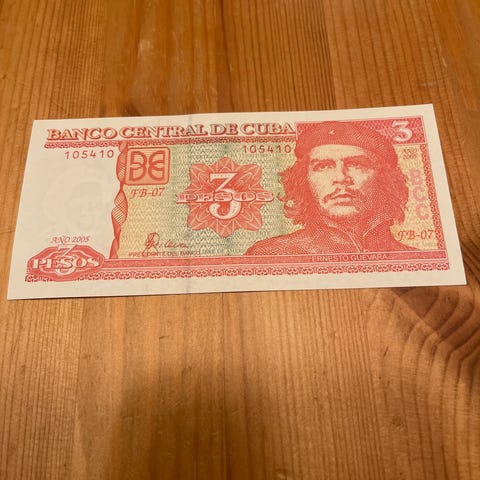 BANCO CENTRAL DE CUBA
3
105410
105410
BCC
FB-07
3
PESOS
FB-07
AÑO 2005
PRESIDENTE DEL BANCO
3
PESOS
ERNESTO GUEVARA